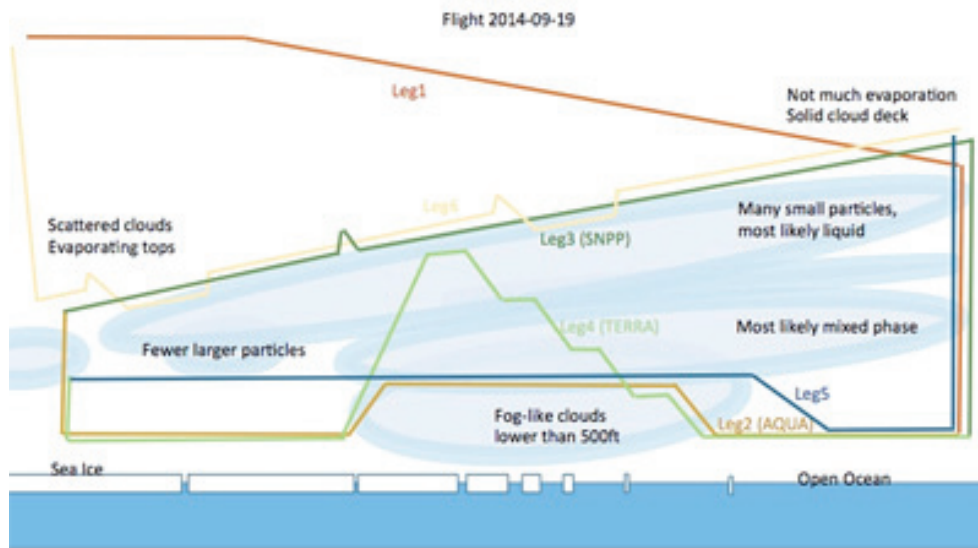 Flight 2014-09-19
Leg1
Not much evaporation
Solid cloud deck
Leg6
Scattered clouds
Evaporating tops
Many small particles,
most likely liquid
Leg3 (SNPP)
Leg4 (TERRA)
Most likely mixed phase
Fewer larger particles
Leg5
Fog-like clouds
lower than 500ft
Leg2 (AQUA)
Sea Ice
Open Ocean